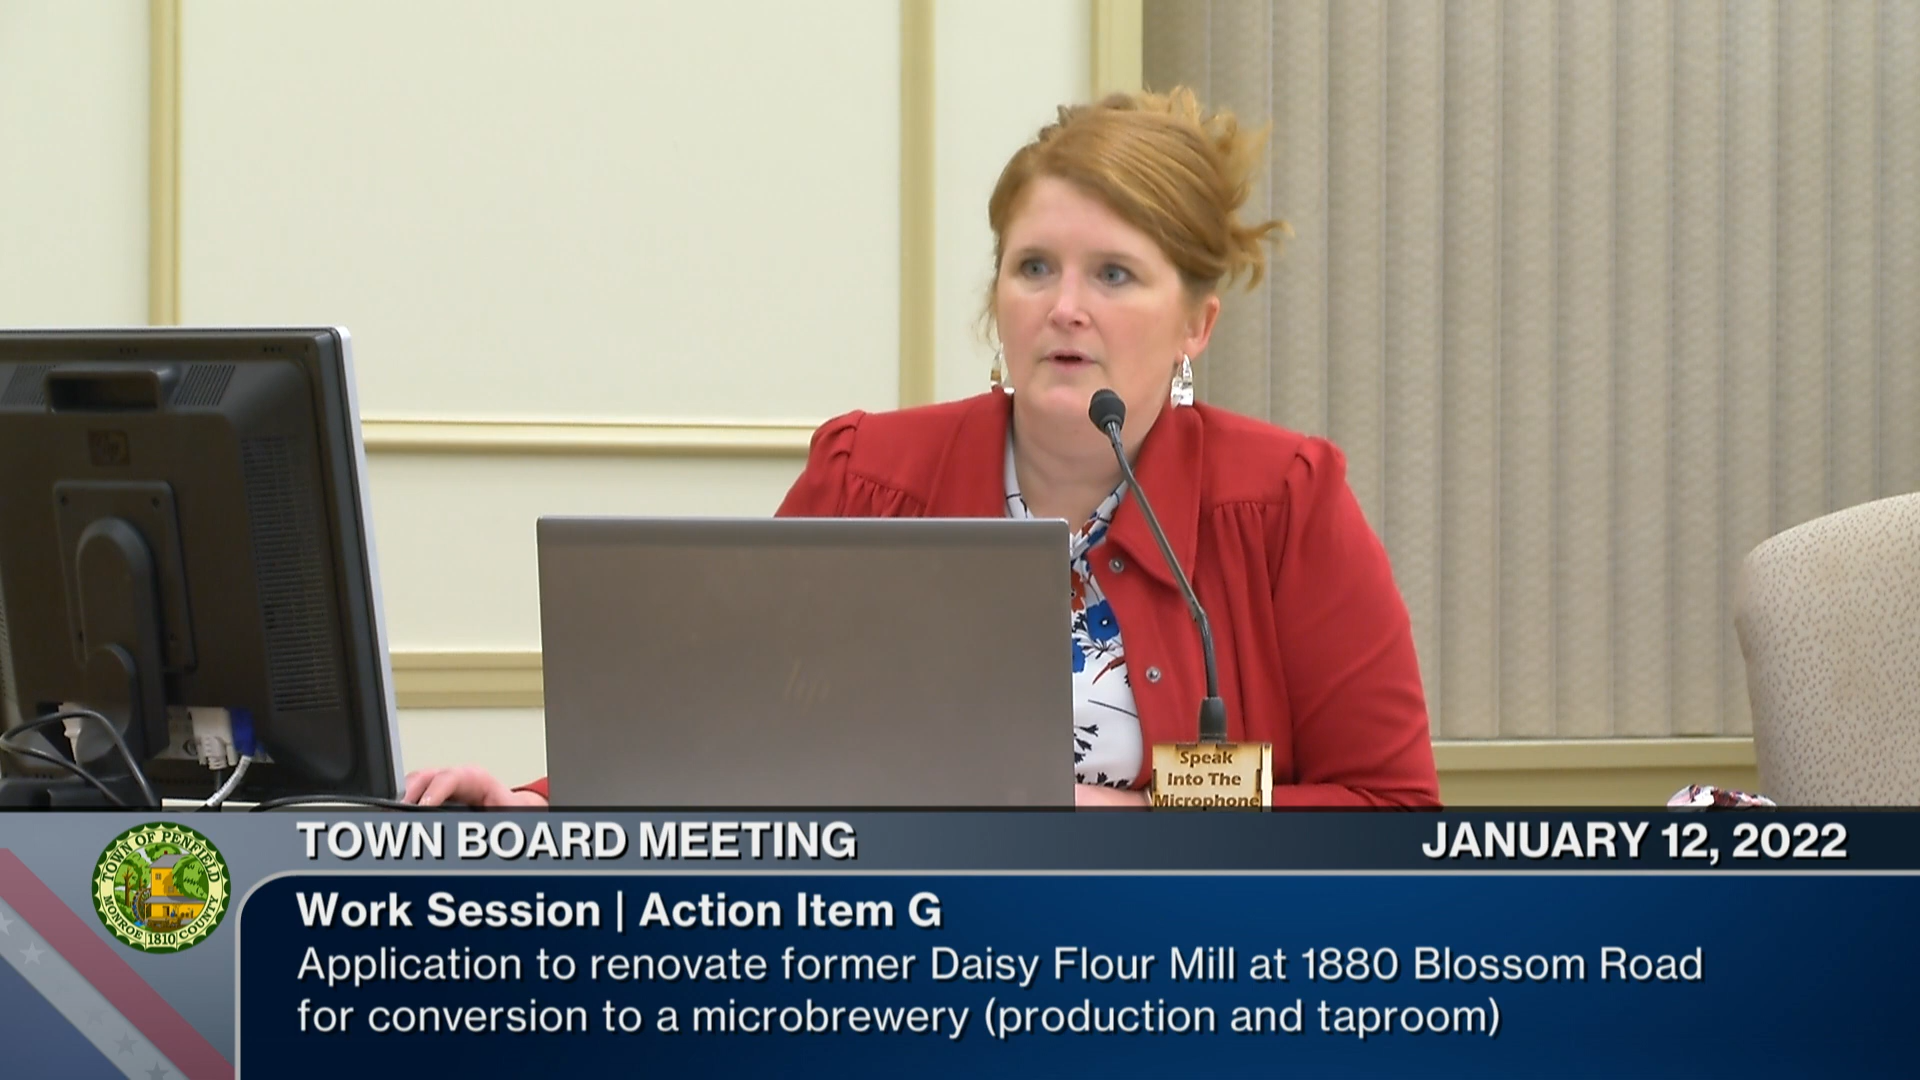 Speak
Into The
Microphone
TOWN BOARD MEETING
JANUARY 12, 2022
TOWN OF PENFIELD
MONROE COUNTY
1810
Work Session | Action Item G
Application to renovate former Daisy Flour Mill at 1880 Blossom Road
for conversion to a microbrewery (production and taproom)
hp
hp